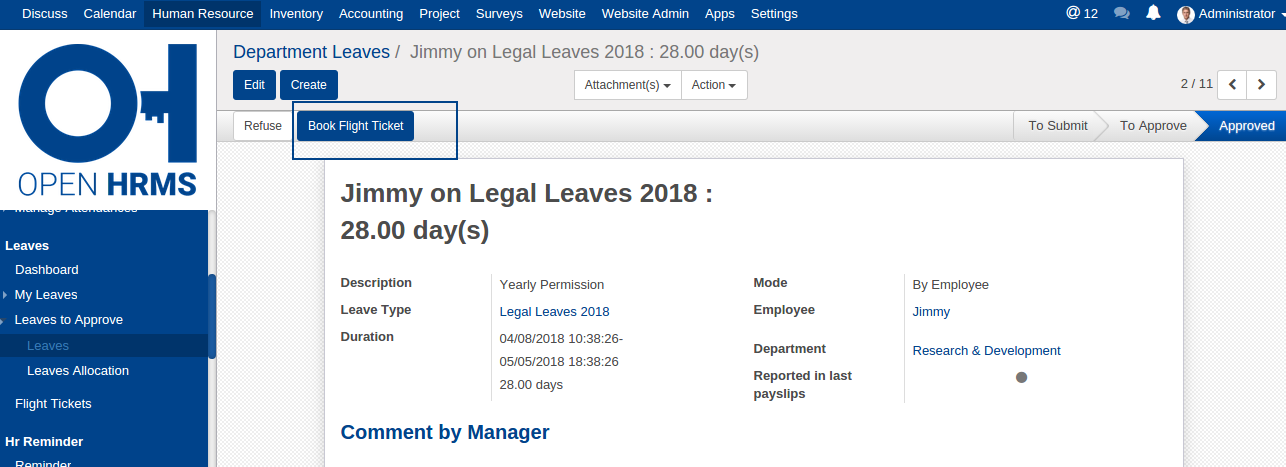 Discuss Calendar Human Resource Inventory Accounting Project Surveys Website Website Admin Apps Settings @ 12 Administrator
OPEN HRMS
Manage Attendances
Leaves
Dashboard
My Leaves
Leaves to Approve
Leaves
Leaves Allocation
Flight Tickets
Hr Reminder
Reminder
Department Leaves / Jimmy on Legal Leaves 2018 : 28.00 day(s)
Edit Create Attachment(s) Action 2 / 11
Refuse Book Flight Ticket To Submit To Approve Approved
Jimmy on Legal Leaves 2018 :
28.00 day(s)
Description Yearly Permission
Leave Type Legal Leaves 2018
Duration 04/08/2018 10:38:26-
05/05/2018 18:38:26
28.00 days
Mode By Employee
Employee Jimmy
Department Research & Development
Reported in last
payslips
Comment by Manager